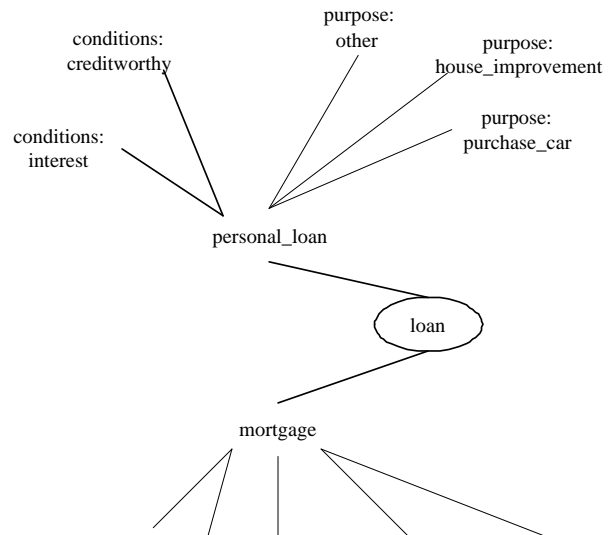 purpose:
other
conditions:
creditworthy
purpose:
house_improvement
purpose:
purchase_car
conditions:
interest
personal_loan
loan
mortgage